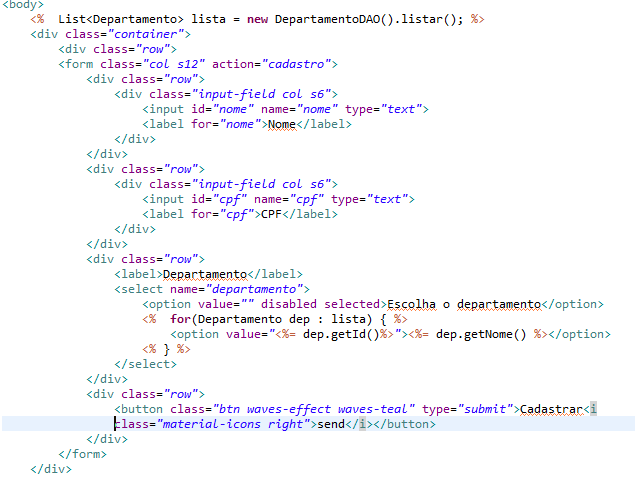 <body>
    <%  List<Departamento> lista = new DepartamentoDAO().listar(); %>
    <div class="container">
        <div class="row">
        <form class="col s12" action="cadastro">
            <div class="row">
                <div class="input-field col s6">
                    <input id="nome" name="nome" type="text">
                    <label for="nome">Nome</label>
                </div>
            </div>
            <div class="row">
                <div class="input-field col s6">
                    <input id="cpf" name="cpf" type="text">
                    <label for="cpf">CPF</label>
                </div>
            </div>
            <div class="row">
                <label>Departamento</label>
                <select name="departamento">
                    <option value="" disabled selected>Escolha o departamento</option>
                    <%  for(Departamento dep : lista) { %>
                        <option value="<%= dep.getId()%>"><%= dep.getNome() %></option>
                    <% } %>
                </select>
            </div>
            <div class="row">
                <button class="btn waves-effect waves-teal" type="submit">Cadastrar<i
                class="material-icons right">send</i></button>
            </div>
        </form>
    </div>